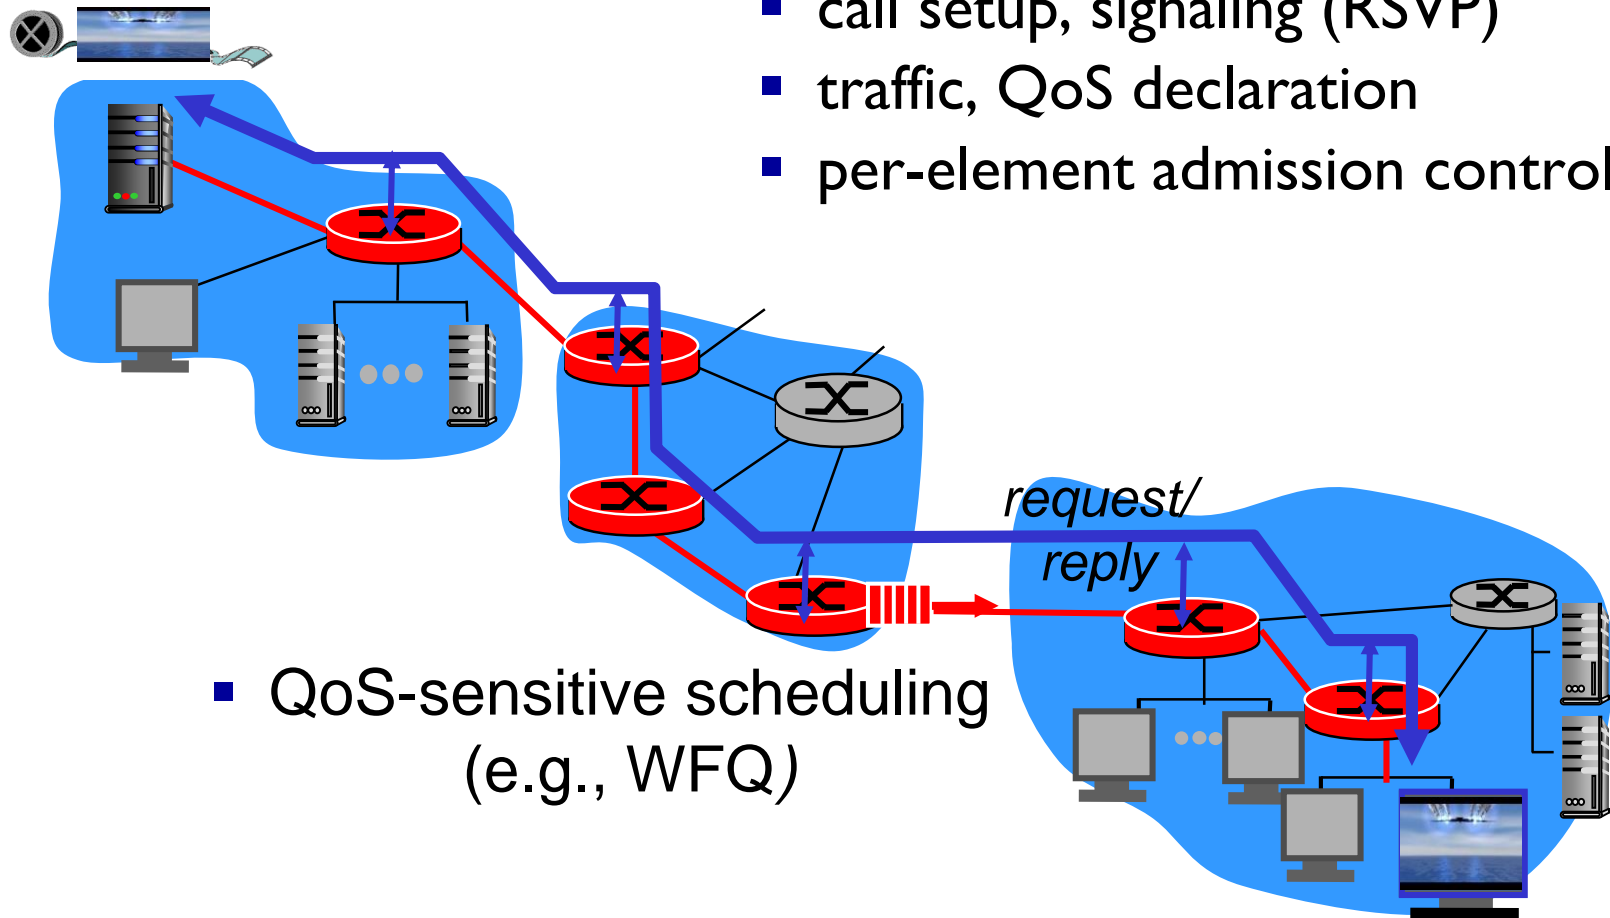 ▪ call setup, signaling (RSVP)
▪ traffic, QoS declaration
▪ per-element admission control
request/
reply
▪ QoS-sensitive scheduling
(e.g., WFQ)